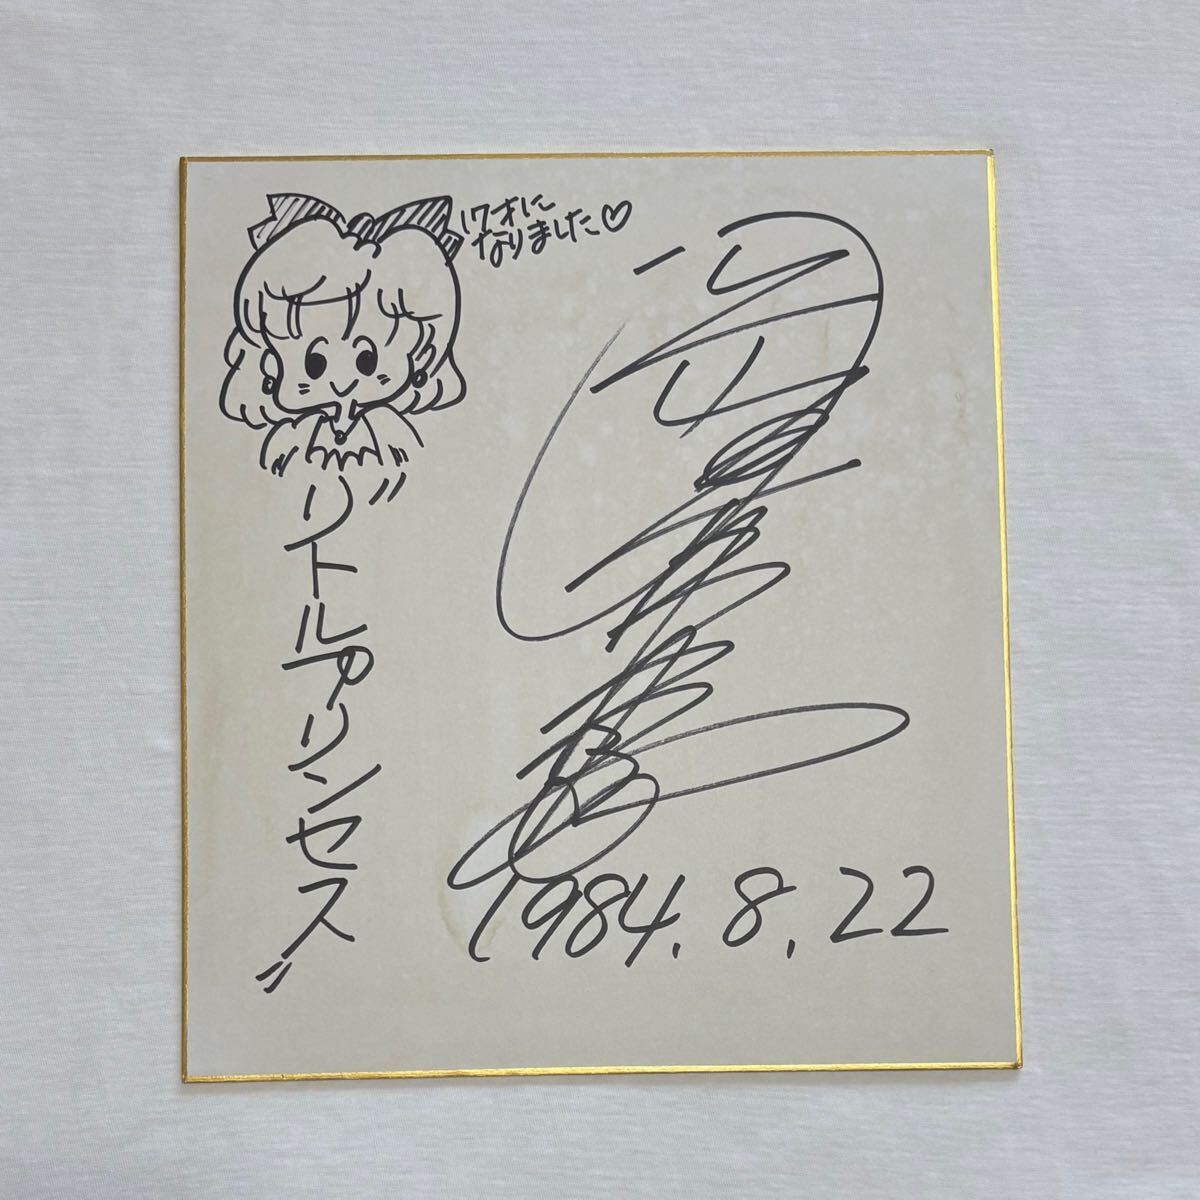 17才に
なりました♡
"リトルプリンセス"
1984.8.22